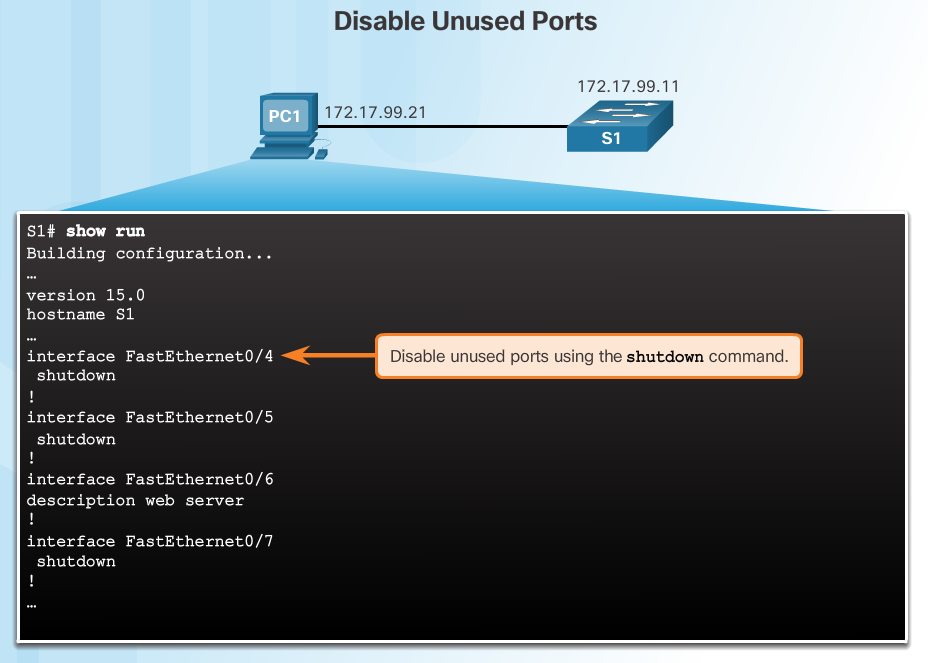 Disable Unused Ports
172.17.99.11
PC1
172.17.99.21
S1
S1# show run
Building configuration...
…
version 15.0
hostname S1
…
interface FastEthernet0/4
Disable unused ports using the shutdown command.
 shutdown
!
interface FastEthernet0/5
 shutdown
!
interface FastEthernet0/6
description web server
!
interface FastEthernet0/7
 shutdown
!
…